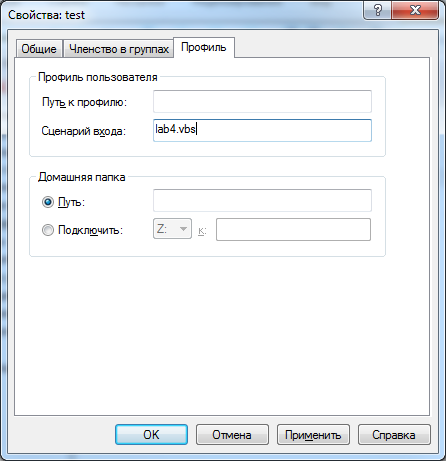 Свойства: test
Общие Членство в группах Профиль
Профиль пользователя
Путь к профилю:
Сценарий входа: lab4.vbs
Домашняя папка
Путь:
Подключить: Z: к:
OK Отмена Применить Справка